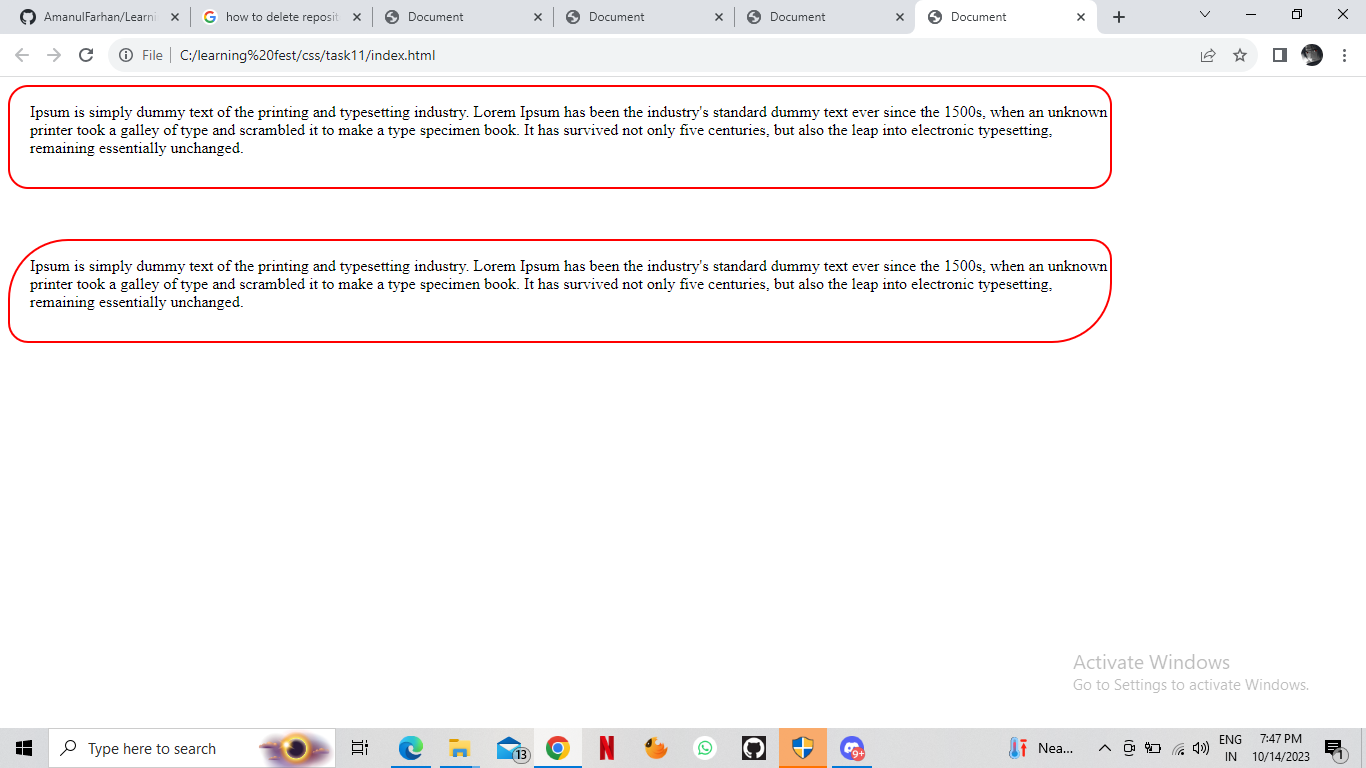 AmanulFarhan/Learni
how to delete reposit
Document
Document
Document
Document
File
C:/learning%20fest/css/task11/index.html
Ipsum is simply dummy text of the printing and typesetting industry. Lorem Ipsum has been the industry's standard dummy text ever since the 1500s, when an unknown
printer took a galley of type and scrambled it to make a type specimen book. It has survived not only five centuries, but also the leap into electronic typesetting,
remaining essentially unchanged.
Ipsum is simply dummy text of the printing and typesetting industry. Lorem Ipsum has been the industry's standard dummy text ever since the 1500s, when an unknown
printer took a galley of type and scrambled it to make a type specimen book. It has survived not only five centuries, but also the leap into electronic typesetting,
remaining essentially unchanged.
Activate Windows
Go to Settings to activate Windows.
Type here to search
13
N
9+
Nea...
ENG
IN
7:47 PM
10/14/2023
1